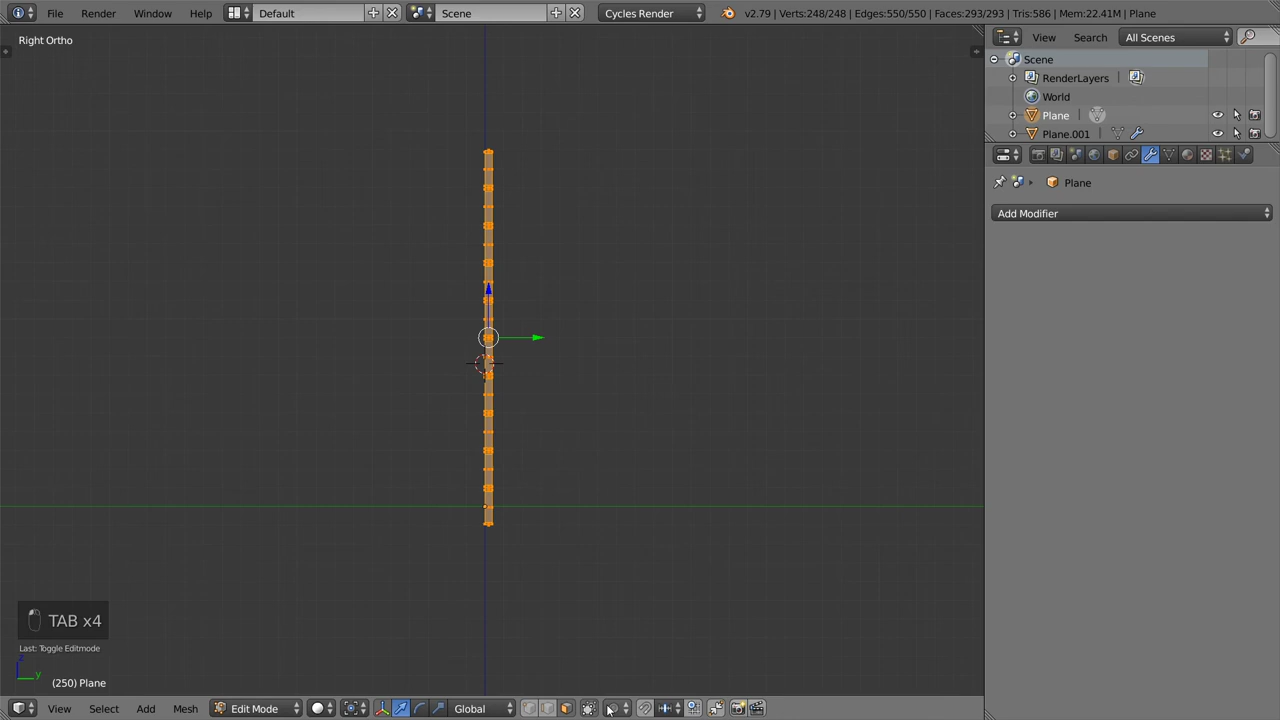 File Render Window Help Default Scene Cycles Render v2.79 | Verts:248/248 | Edges:550/550 | Faces:293/293 | Tris:586 | Mem:22.41M | Plane
View Search All Scenes
Right Ortho
Scene
RenderLayers
World
Plane
Plane.001
Plane
Add Modifier
TAB x4
Last: Toggle Editmode
z
y
(250) Plane
View Select Add Mesh Edit Mode Global